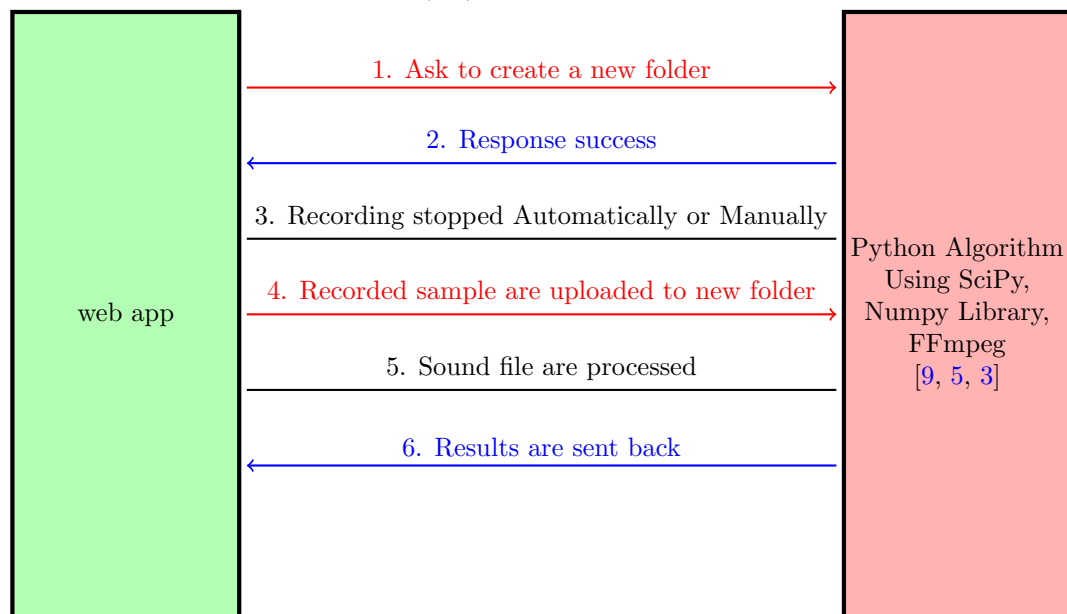 1. Ask to create a new folder
2. Response success
3. Recording stopped Automatically or Manually
4. Recorded sample are uploaded to new folder
5. Sound file are processed
6. Results are sent back
web app
Python Algorithm
Using SciPy,
Numpy Library,
FFmpeg
[9, 5, 3]